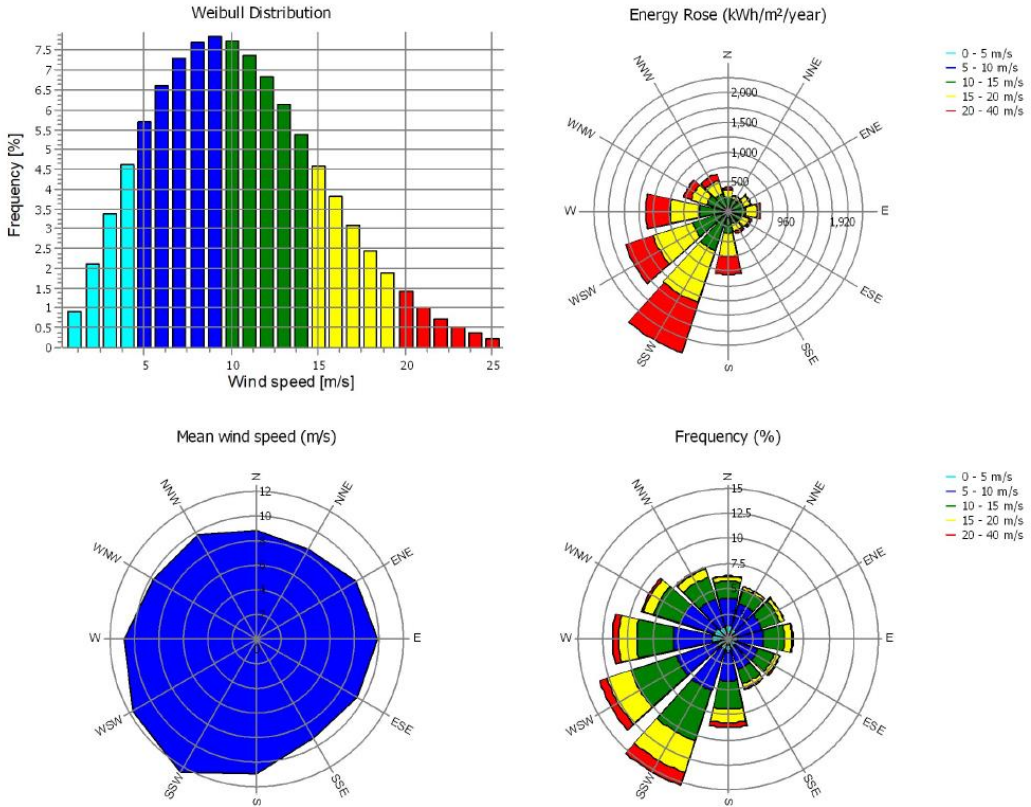 Weibull Distribution
Frequency [%]
7.5
7
6.5
6
5.5
5
4.5
4
3.5
3
2.5
2
1.5
1
0.5
0
5
10
15
20
25
Wind speed [m/s]
Energy Rose (kWh/m²/year)
N
NNE
ENE
E
ESE
SSE
S
SSW
WSW
W
WNW
NNW
2,000
1,500
1,000
500
960
1,920
0 - 5 m/s
5 - 10 m/s
10 - 15 m/s
15 - 20 m/s
20 - 40 m/s
Mean wind speed (m/s)
N
NNE
ENE
E
ESE
SSE
S
SSW
WSW
W
WNW
NNW
12
10
Frequency (%)
N
NNE
ENE
E
ESE
SSE
S
SSW
WSW
W
WNW
NNW
15
12.5
10
7.5
0 - 5 m/s
5 - 10 m/s
10 - 15 m/s
15 - 20 m/s
20 - 40 m/s